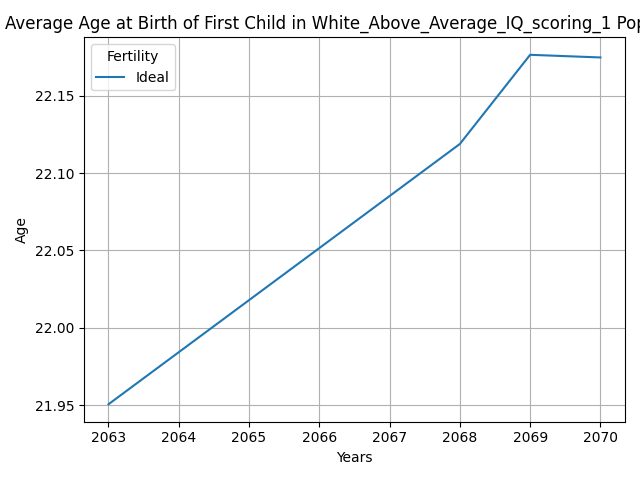 Average Age at Birth of First Child in White_Above_Average_IQ_scoring_1
Fertility
Ideal
22.15
22.10
22.05
22.00
21.95
Age
2063 2064 2065 2066 2067 2068 2069 2070
Years